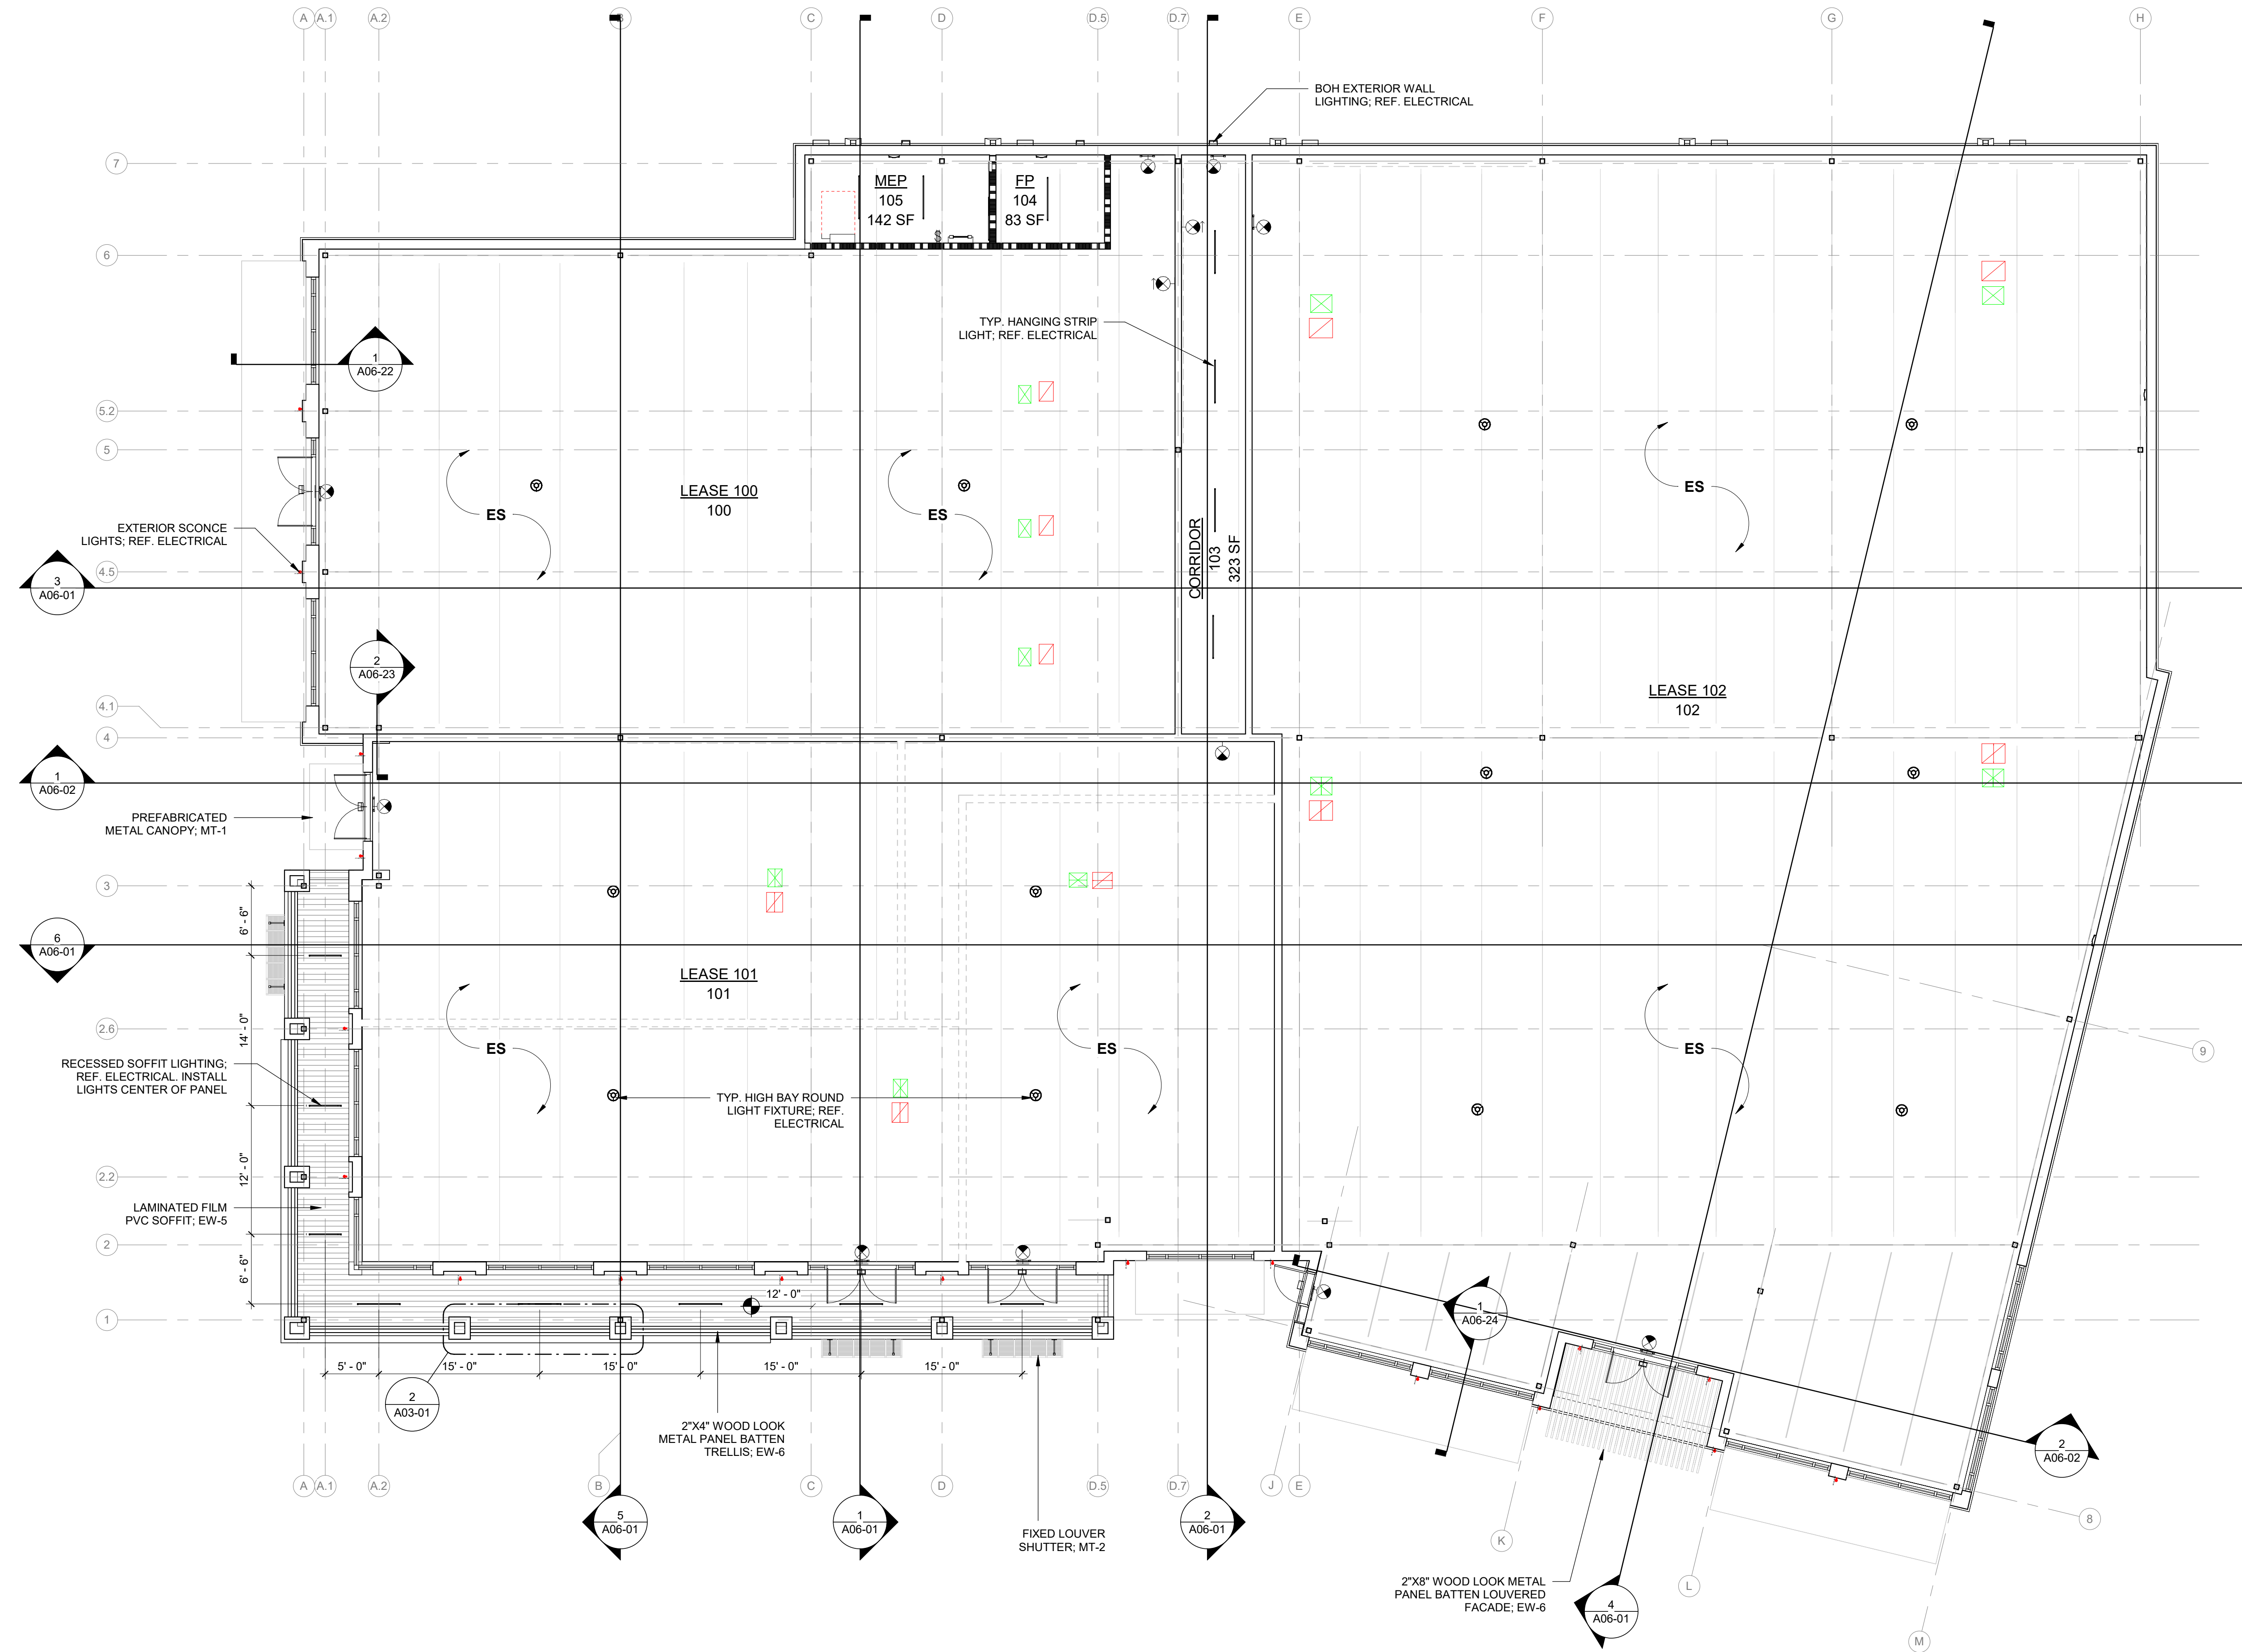 A
A.1
A.2
B
C
D
D.5
D.7
E
F
G
H
BOH EXTERIOR WALL
LIGHTING; REF. ELECTRICAL
7
MEP
105
142 SF
FP
104
83 SF
6
TYP. HANGING STRIP
LIGHT; REF. ELECTRICAL
1
A06-22
5.2
5
LEASE 100
100
ES
ES
ES
EXTERIOR SCONCE
LIGHTS; REF. ELECTRICAL
CORRIDOR
103
323 SF
4.5
3
A06-01
2
A06-23
LEASE 102
102
4.1
4
1
A06-02
PREFABRICATED
METAL CANOPY; MT-1
3
6' - 6"
6
A06-01
LEASE 101
101
14' - 0"
2.6
ES
ES
ES
9
RECESSED SOFFIT LIGHTING;
REF. ELECTRICAL. INSTALL
LIGHTS CENTER OF PANEL
TYP. HIGH BAY ROUND
LIGHT FIXTURE; REF.
ELECTRICAL
12' - 0"
2.2
LAMINATED FILM
PVC SOFFIT; EW-5
2
6' - 6"
12' - 0"
1
1
A06-24
5' - 0"
15' - 0"
15' - 0"
15' - 0"
15' - 0"
2
A03-01
2"X4" WOOD LOOK
METAL PANEL BATTEN
TRELLIS; EW-6
2
A06-02
A
A.1
A.2
B
C
D
D.5
D.7
J
E
5
A06-01
1
A06-01
2
A06-01
8
FIXED LOUVER
SHUTTER; MT-2
K
2"X8" WOOD LOOK METAL
PANEL BATTEN LOUVERED
FACADE; EW-6
L
4
A06-01
M